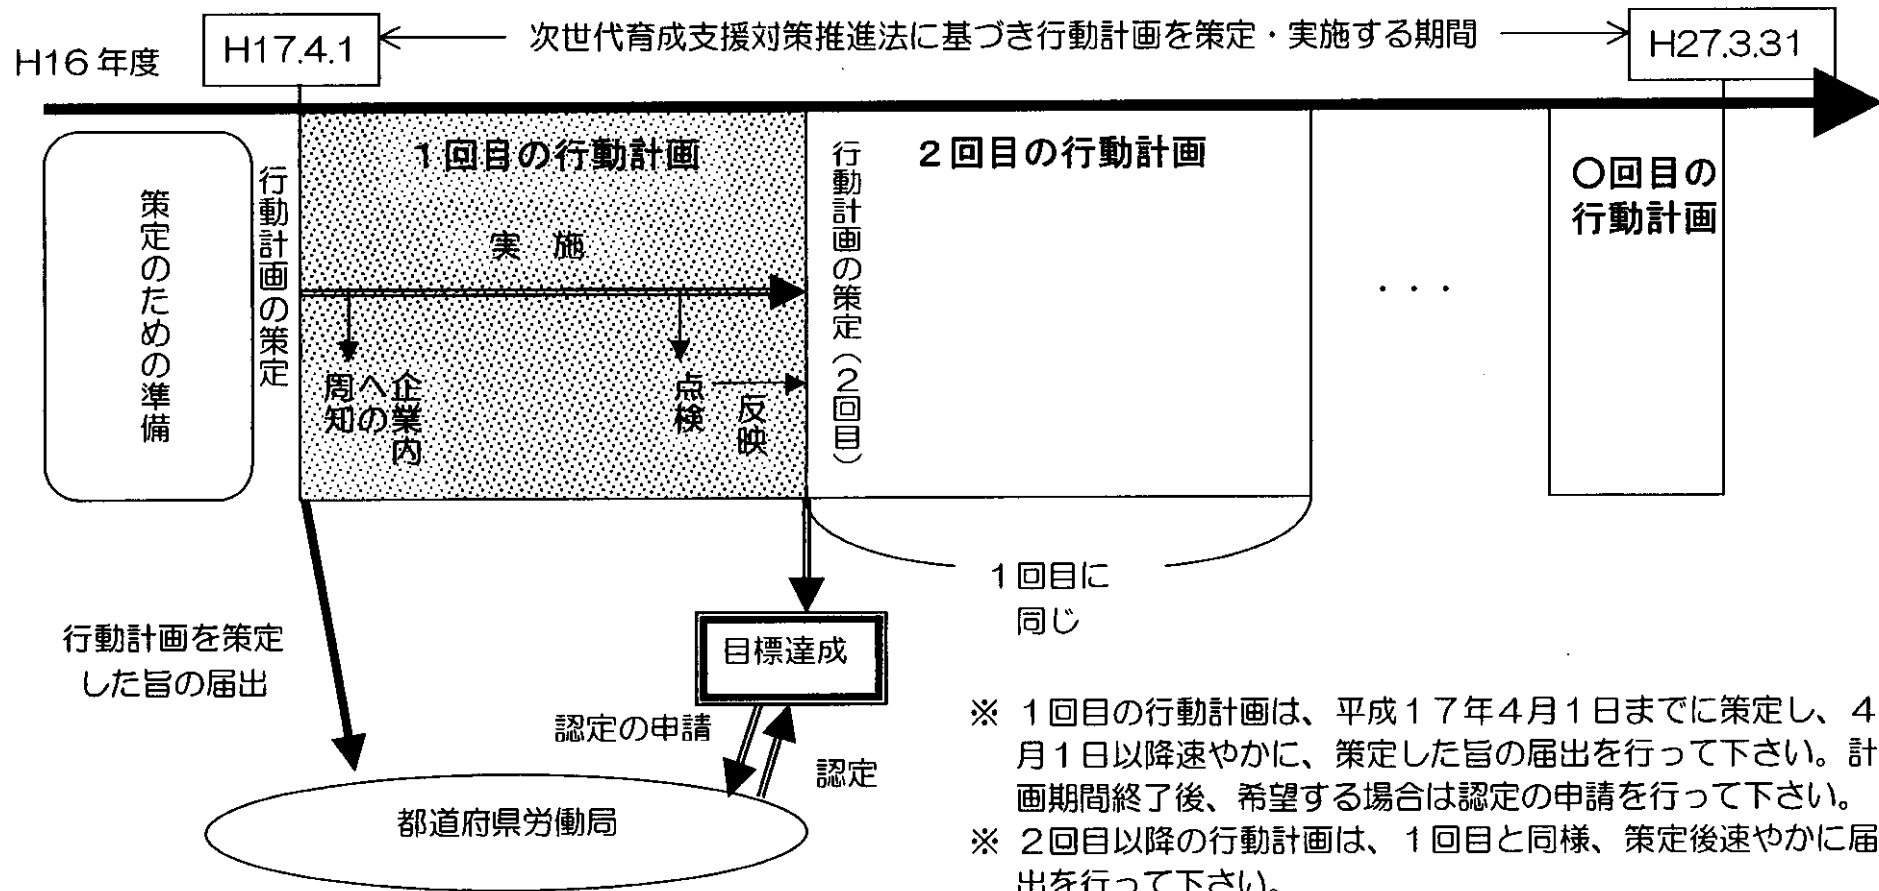 H16年度
H17.4.1
次世代育成支援対策推進法に基づき行動計画を策定・実施する期間
H27.3.31
策定のための準備
行動計画の策定
1回目の行動計画
実 施
企業内
への
周知
点検
反映
行動計画の策定（2回目）
2回目の行動計画
・・・
〇回目の
行動計画
1回目に
同じ
行動計画を策定
した旨の届出
目標達成
認定の申請
認定
都道府県労働局
※ 1回目の行動計画は、平成17年4月1日までに策定し、4
月1日以降速やかに、策定した旨の届出を行って下さい。計
画期間終了後、希望する場合は認定の申請を行って下さい。
※ 2回目以降の行動計画は、1回目と同様、策定後速やかに届
出を行って下さい。